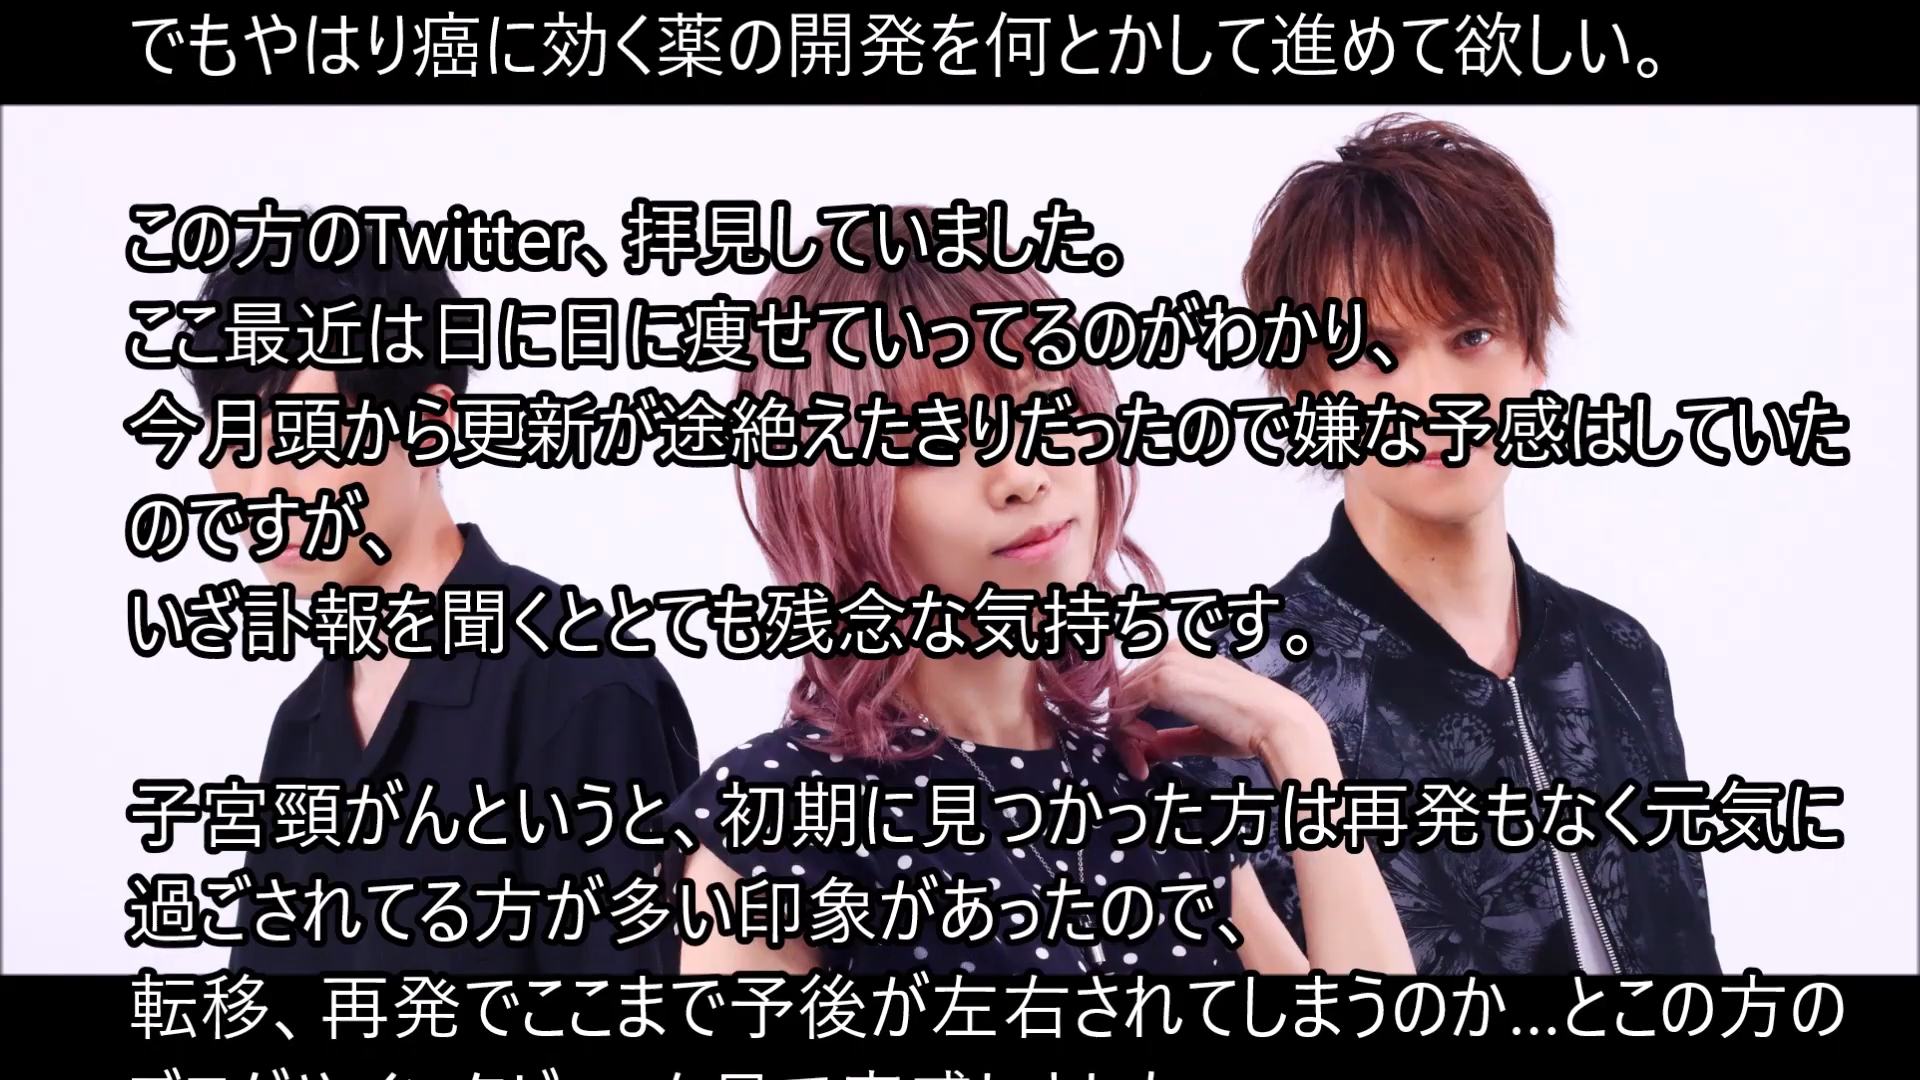 でもやはり癌に効く薬の開発を何とかして進めて欲しい。
この方のTwitter、拝見していました。
ここ最近は日に日に痩せていってるのがわかり、
今月頭から更新が途絶えたきりだったので嫌な予感はしていた
のですが、
いざ訃報を聞くととても残念な気持ちです。
子宮頸がんというと、初期に見つかった方は再発もなく元気に
過ごされてる方が多い印象があったので、
転移、再発でここまで予後が左右されてしまうのか...とこの方の